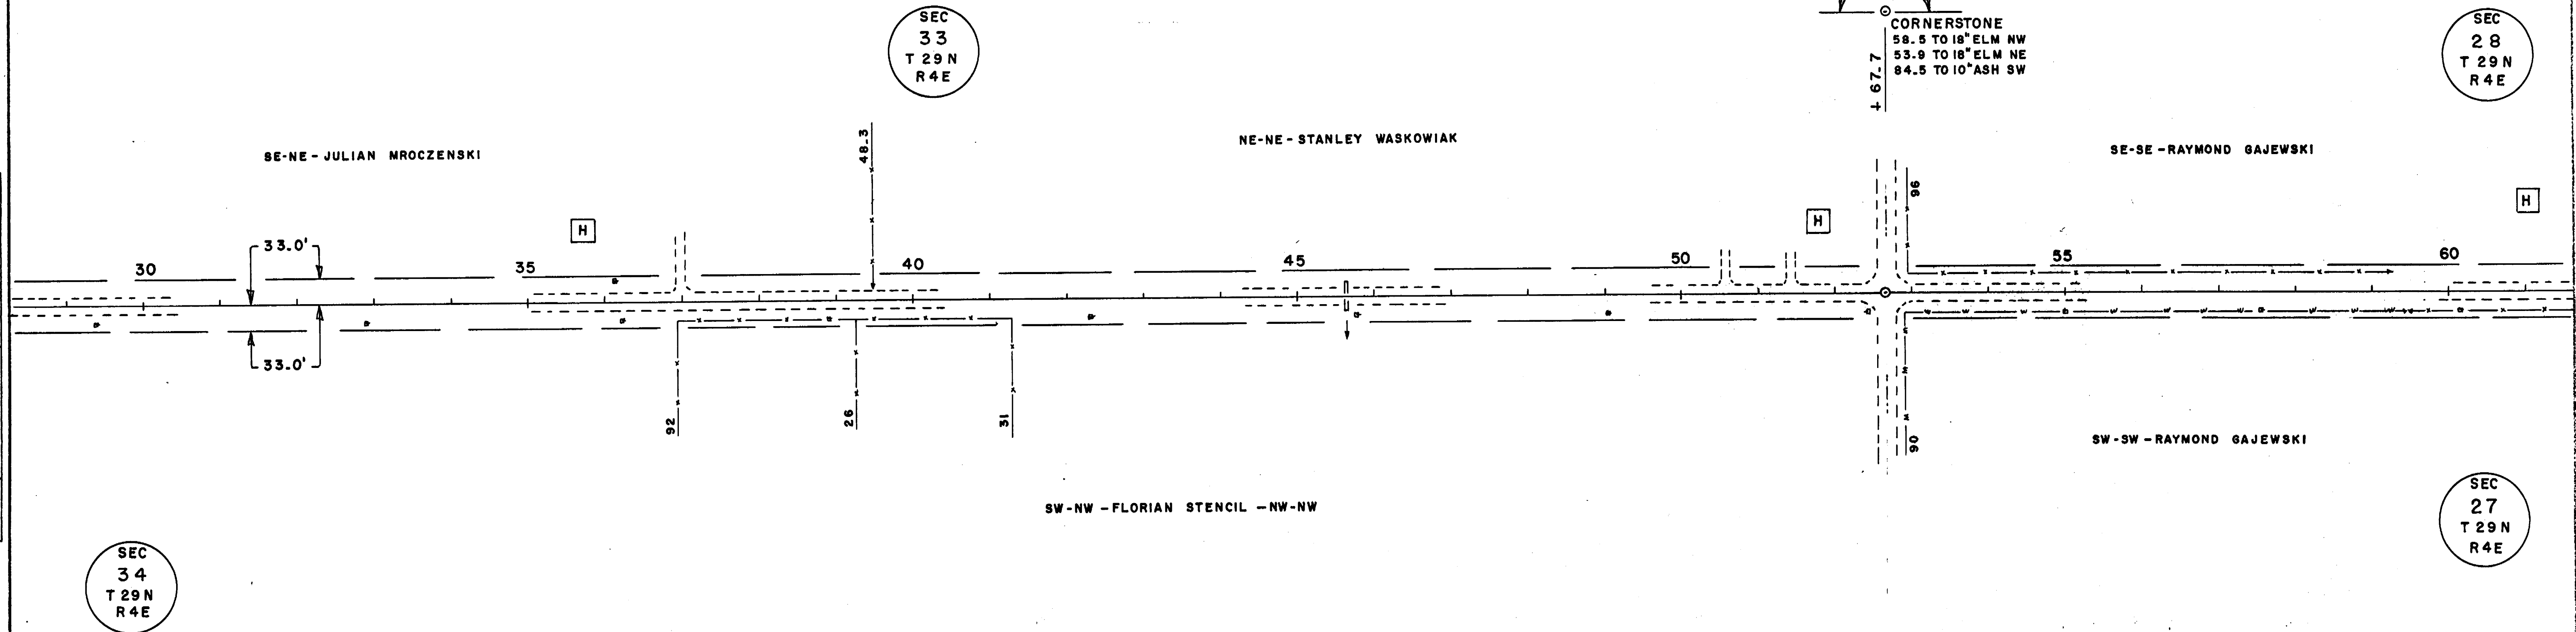 SEC
33
T 29 N
R 4 E
CORNERSTONE
58.5 TO 18" ELM NW
53.9 TO 18" ELM NE
84.5 TO 10" ASH SW
+ 67.7
SEC
28
T 29 N
R 4 E
SE-NE - JULIAN MROCZENSKI
48.3
NE-NE - STANLEY WASKOWIAK
SE-SE - RAYMOND GAJEWSKI
96
H
H
H
33.0'
30
35
40
45
50
55
60
33.0'
92
26
31
90
SW-SW - RAYMOND GAJEWSKI
SW-NW - FLORIAN STENCIL - NW-NW
SEC
34
T 29 N
R 4 E
SEC
27
T 29 N
R 4 E